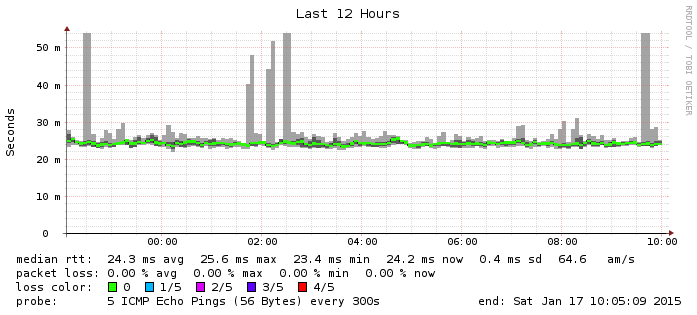 Last 12 Hours
RRDTOOL / TOBI OETIKER
Seconds
50 m
40 m
30 m
20 m
10 m
0
00:00 02:00 04:00 06:00 08:00 10:00
median rtt: 24.3 ms avg 25.6 ms max 23.4 ms min 24.2 ms now 0.4 ms sd 64.6 am/s
packet loss: 0.00 % avg 0.00 % max 0.00 % min 0.00 % now
loss color: 0 1/5 2/5 3/5 4/5
probe: 5 ICMP Echo Pings (56 Bytes) every 300s end: Sat Jan 17 10:05:09 2015